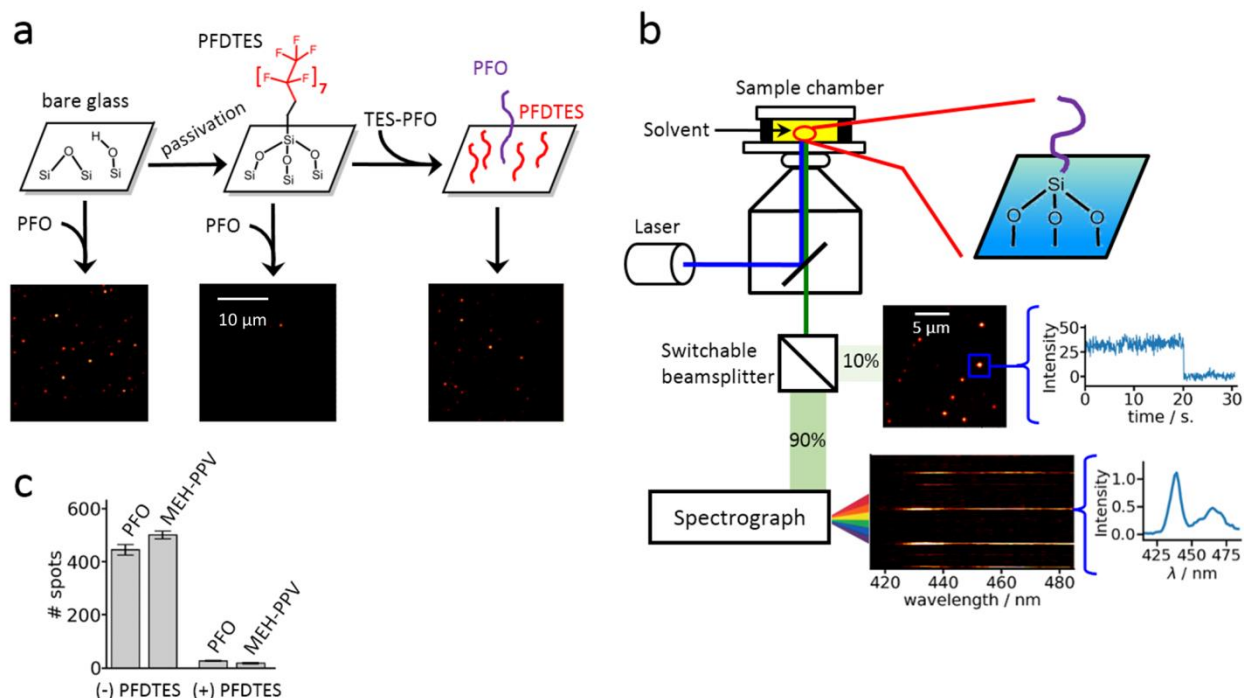 a
PFDTES
F F
F
F F
[ ]7
bare glass
passivation
TES-PFO
PFO
PFDTES
H
O O
Si Si Si
Si
O O O
Si Si Si
PFO
PFO
10 µm
b
Sample chamber
Solvent
Laser
Si
O O O
Switchable
beamsplitter
10%
90%
5 µm
Intensity
50
25
0
0 10 20 30
time / s.
Spectrograph
420 440 460 480
wavelength / nm
Intensity
1.0
0.5
0.0
425 450 475
λ / nm
c
# spots
600
400
200
0
PFO
MEH-PPV
PFO
MEH-PPV
(-) PFDTES (+) PFDTES